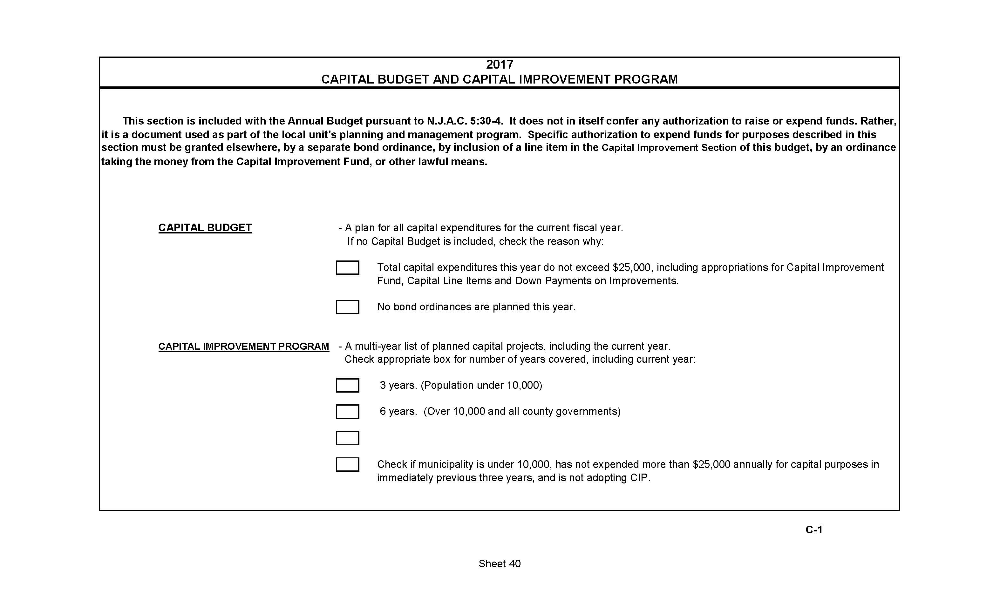 2017
CAPITAL BUDGET AND CAPITAL IMPROVEMENT PROGRAM
This section is included with the Annual Budget pursuant to N.J.A.C. 5:30-4. It does not in itself confer any authorization to raise or expend funds. Rather,
it is a document used as part of the local unit's planning and management program. Specific authorization to expend funds for purposes described in this
section must be granted elsewhere, by a separate bond ordinance, by inclusion of a line item in the Capital Improvement Section of this budget, by an ordinance
taking the money from the Capital Improvement Fund, or other lawful means.
CAPITAL BUDGET - A plan for all capital expenditures for the current fiscal year.
If no Capital Budget is included, check the reason why:
Total capital expenditures this year do not exceed $25,000, including appropriations for Capital Improvement
Fund, Capital Line Items and Down Payments on Improvements.
No bond ordinances are planned this year.
CAPITAL IMPROVEMENT PROGRAM - A multi-year list of planned capital projects, including the current year.
Check appropriate box for number of years covered, including current year:
3 years. (Population under 10,000)
6 years. (Over 10,000 and all county governments)
Check if municipality is under 10,000, has not expended more than $25,000 annually for capital purposes in
immediately previous three years, and is not adopting CIP.
C-1
Sheet 40